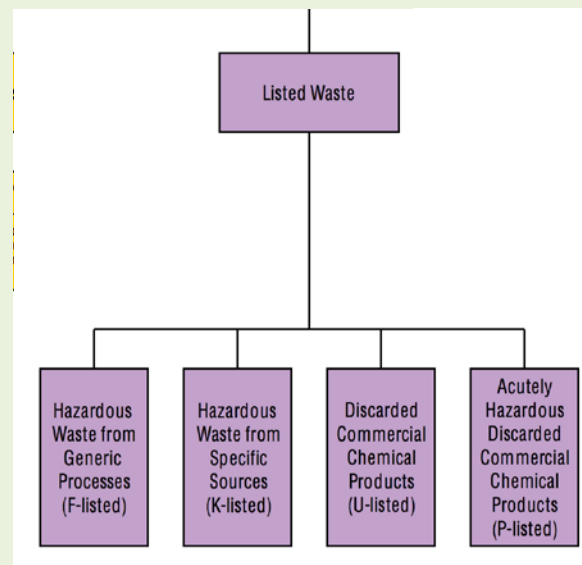 Listed Waste
Hazardous
Waste from
Generic
Processes
(F-listed)
Hazardous
Waste from
Specific
Sources
(K-listed)
Discarded
Commercial
Chemical
Products
(U-listed)
Acutely
Hazardous
Discarded
Commercial
Chemical
Products
(P-listed)